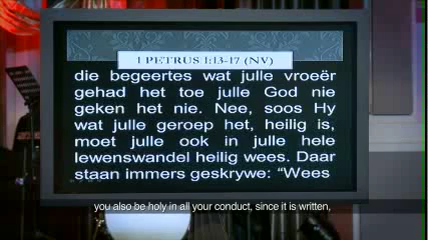 1 PETRUS 1:13-17 (NV)
die begeertes wat julle vroeër
gehad het toe julle God nie
geken het nie. Nee, soos Hy
wat julle geroep het, heilig is,
moet julle ook in julle hele
lewenswandel heilig wees. Daar
staan immers geskrywe: “Wees
you also be holy in all your conduct, since it is written,